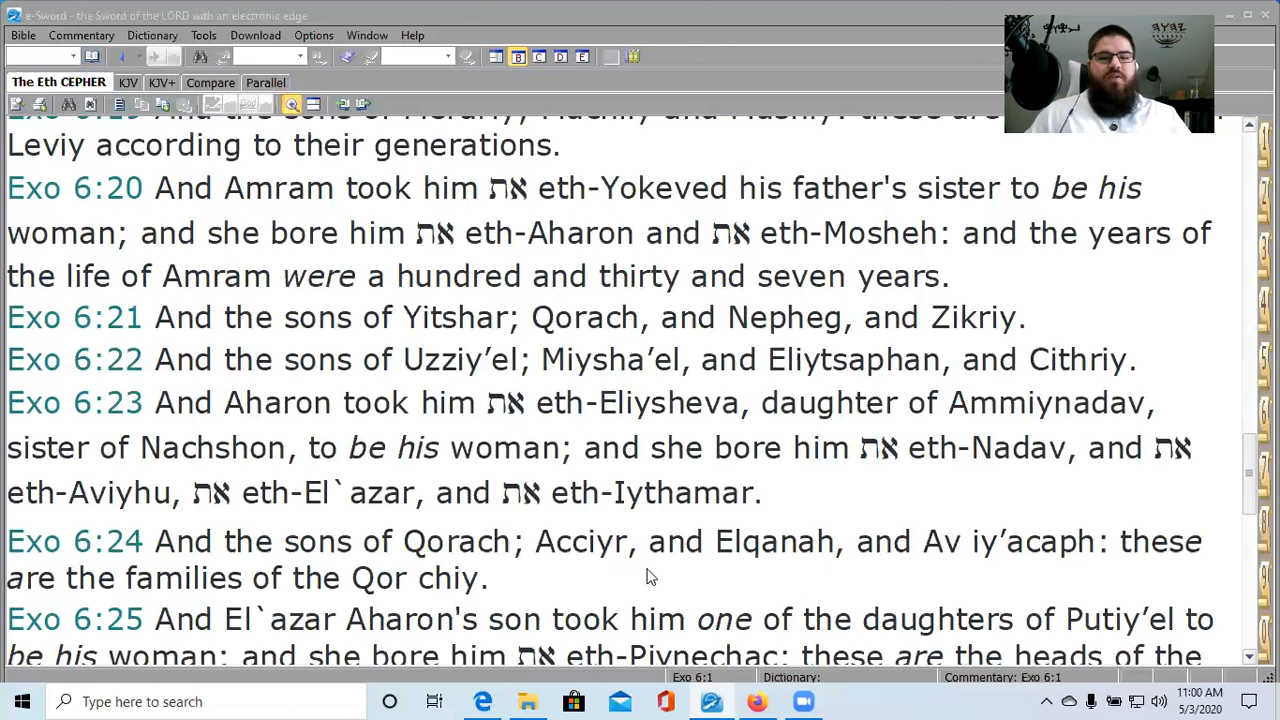 e-Sword - the Sword of the LORD with an electronic edge
Bible Commentary Dictionary Tools Download Options Window Help
B C D E
The Eth CEPHER KJV KJV+ Compare Parallel
Leviy according to their generations.
Exo 6:20 And Amram took him את eth-Yokeved his father's sister to be his
woman; and she bore him את eth-Aharon and את eth-Mosheh: and the years of
the life of Amram were a hundred and thirty and seven years.
Exo 6:21 And the sons of Yitshar; Qorach, and Nepheg, and Zikriy.
Exo 6:22 And the sons of Uzziy’el; Miysha’el, and Eliytsaphan, and Cithriy.
Exo 6:23 And Aharon took him את eth-Eliysheva, daughter of Ammiynadav,
sister of Nachshon, to be his woman; and she bore him את eth-Nadav, and את
eth-Aviyhu, את eth-El`azar, and את eth-Iythamar.
Exo 6:24 And the sons of Qorach; Acciyr, and Elqanah, and Av iy’acaph: these
are the families of the Qor chiy.
Exo 6:25 And El`azar Aharon's son took him one of the daughters of Putiy’el to
be his woman; and she bore him את eth-Piynechac: these are the heads of the
Exo 6:1 Dictionary: Commentary: Exo 6:1
Type here to search
11:00 AM
5/3/2020